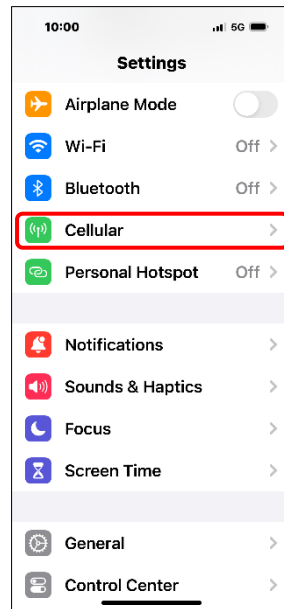 10:00 5G
Settings
Airplane Mode
Wi-Fi Off
Bluetooth Off
Cellular
Personal Hotspot Off
Notifications
Sounds & Haptics
Focus
Screen Time
General
Control Center